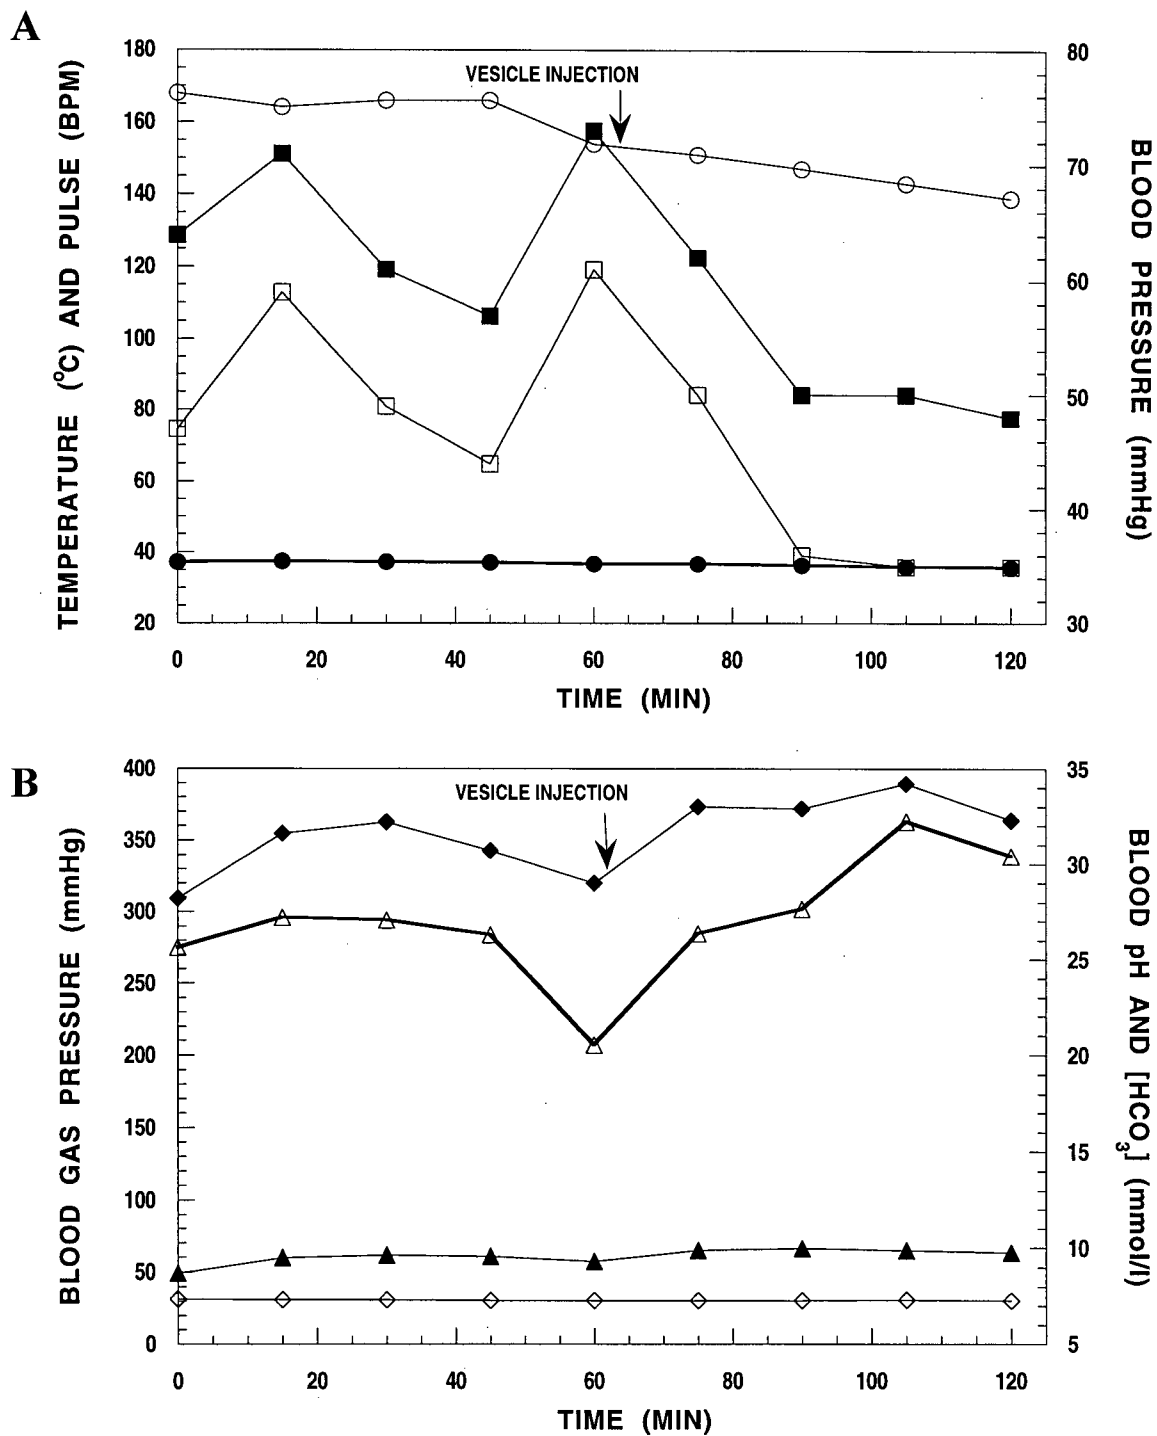 A
TEMPERATURE (°C) AND PULSE (BPM)
180
160
140
120
100
80
60
40
20
VESICLE INJECTION
80
70
60
50
40
30
BLOOD PRESSURE (mmHg)
0 20 40 60 80 100 120
TIME (MIN)
B
BLOOD GAS PRESSURE (mmHg)
400
350
300
250
200
150
100
50
0
VESICLE INJECTION
35
30
25
20
15
10
5
BLOOD pH AND [HCO₃] (mmol/l)
0 20 40 60 80 100 120
TIME (MIN)